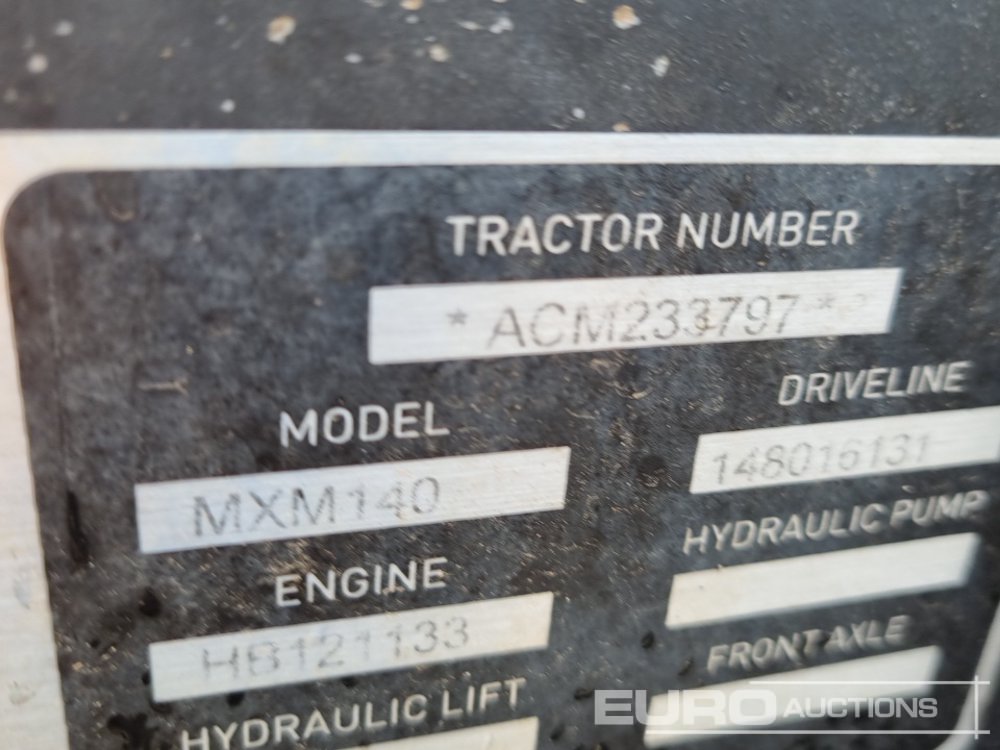 TRACTOR NUMBER
* ACM233797 *
MODEL
MXM140
DRIVELINE
148016131
ENGINE
HB121133
HYDRAULIC PUMP
HYDRAULIC LIFT
FRONT AXLE
EURO AUCTIONS